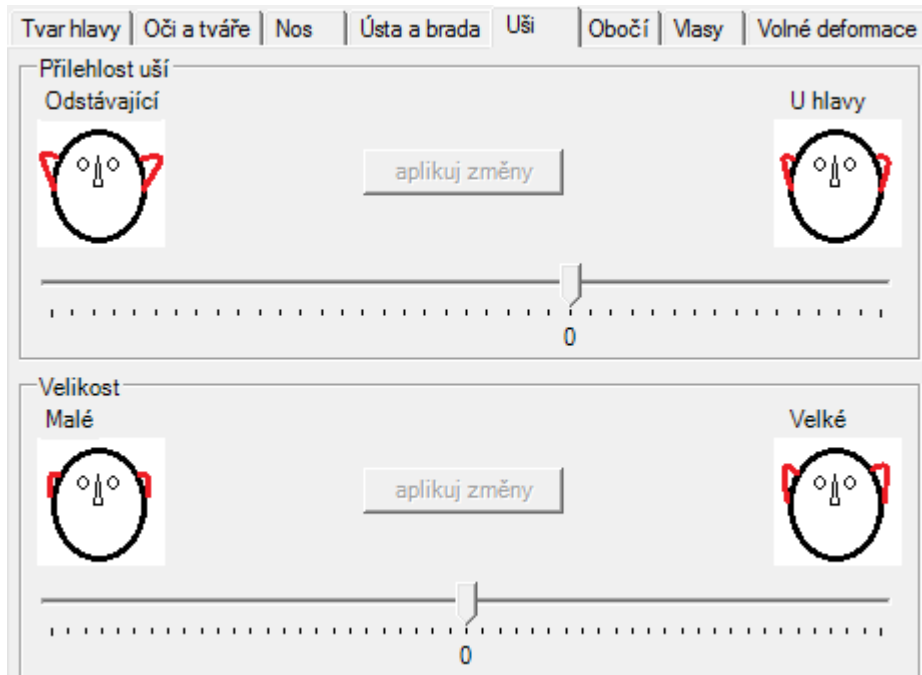 Tvar hlavy Oči a tváře Nos Ústa a brada Uši Obočí Vlasy Volné deformace
Přilehlost uší
Odstávající U hlavy
aplikuj změny
0
Velikost
Malé Velké
aplikuj změny
0